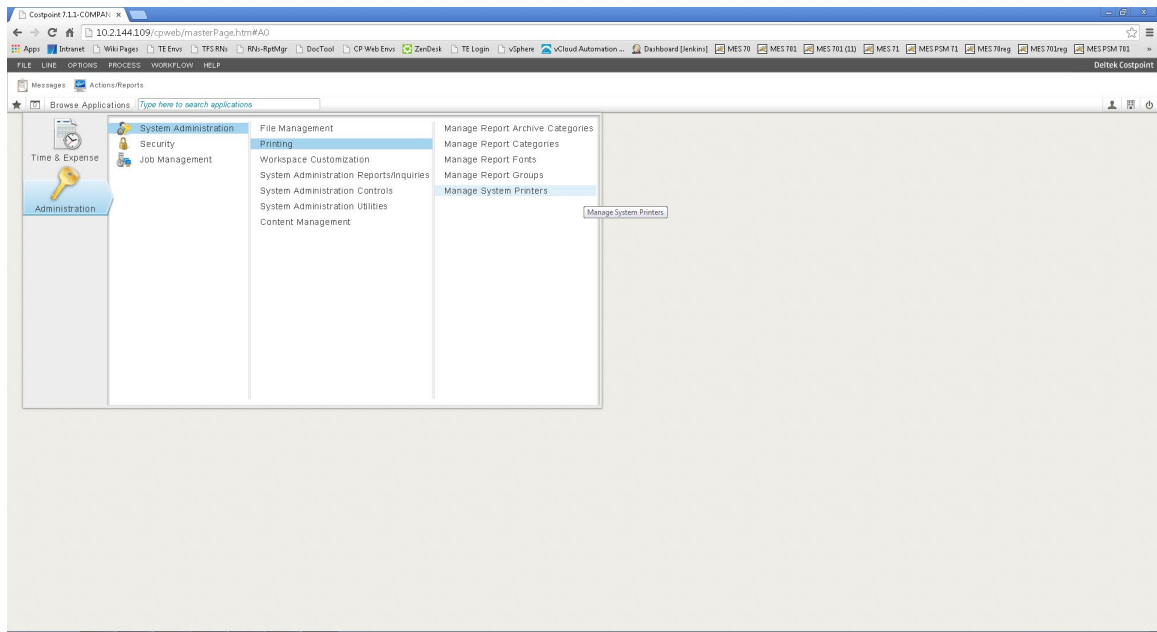 Costpoint 7.1.1-COMPAN ×
10.2.144.109/cpweb/masterPage.htm#A0
Apps Intranet Wiki Pages TE Envs TFS RNs RNs-RptMgr DocTool CP Web Envs ZenDesk TE Login vSphere vCloud Automation ... Dashboard [Jenkins] MES 70 MES 701 MES 701 (11) MES 71 MES PSM 71 MES 70reg MES 701reg MES PSM 701 »
FILE LINE OPTIONS PROCESS WORKFLOW HELP Deltek Costpoint
Messages Actions/Reports
Browse Applications Type here to search applications
Time & Expense
Administration
System Administration
Security
Job Management
File Management
Printing
Workspace Customization
System Administration Reports/Inquiries
System Administration Controls
System Administration Utilities
Content Management
Manage Report Archive Categories
Manage Report Categories
Manage Report Fonts
Manage Report Groups
Manage System Printers
Manage System Printers